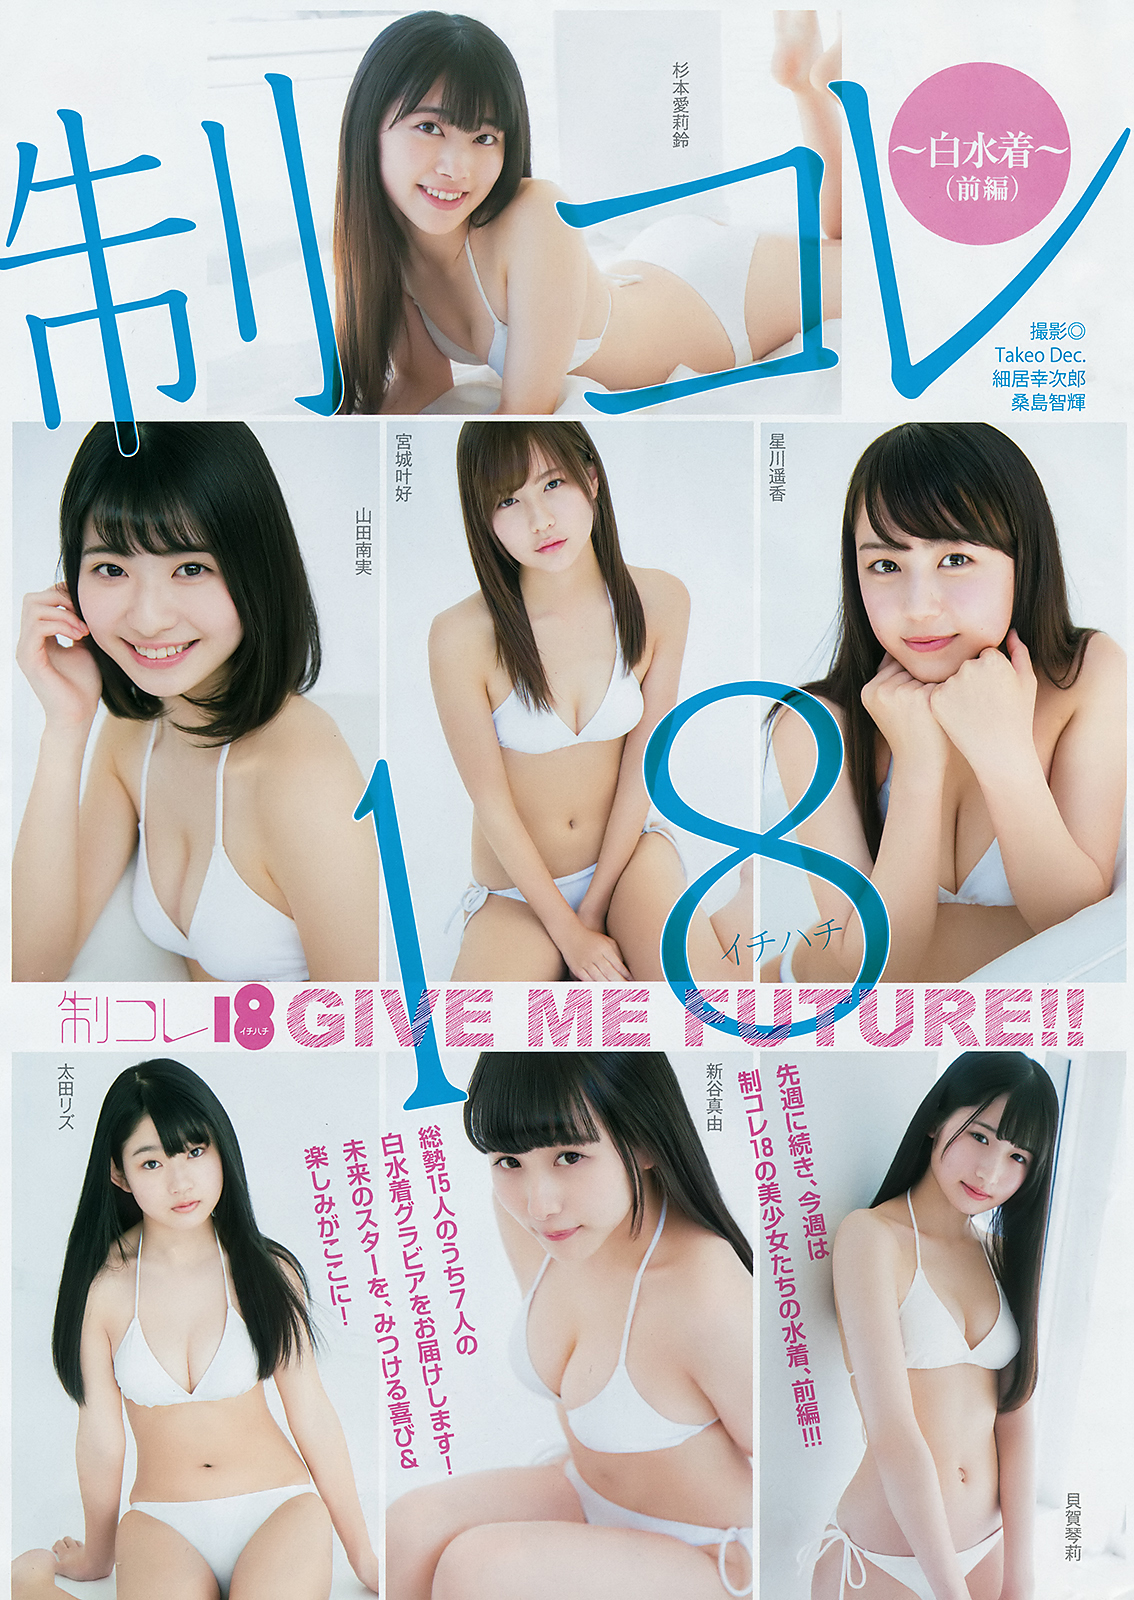 制コレ
18
イチハチ
～白水着～
（前編）
撮影◎
Takeo Dec.
細居幸次郎
桑島智輝
杉本愛莉鈴
山田南実
宮城叶好
星川遥香
制コレ18
イチハチ
GIVE ME FUTURE!!
太田リズ
新谷真由
貝賀琴莉
先週に続き、今週は
制コレ18の美少女たちの水着、前編!!!
総勢15人のうち7人の
白水着グラビアをお届けします！
未来のスターを、みつける喜び&
楽しみがここに！